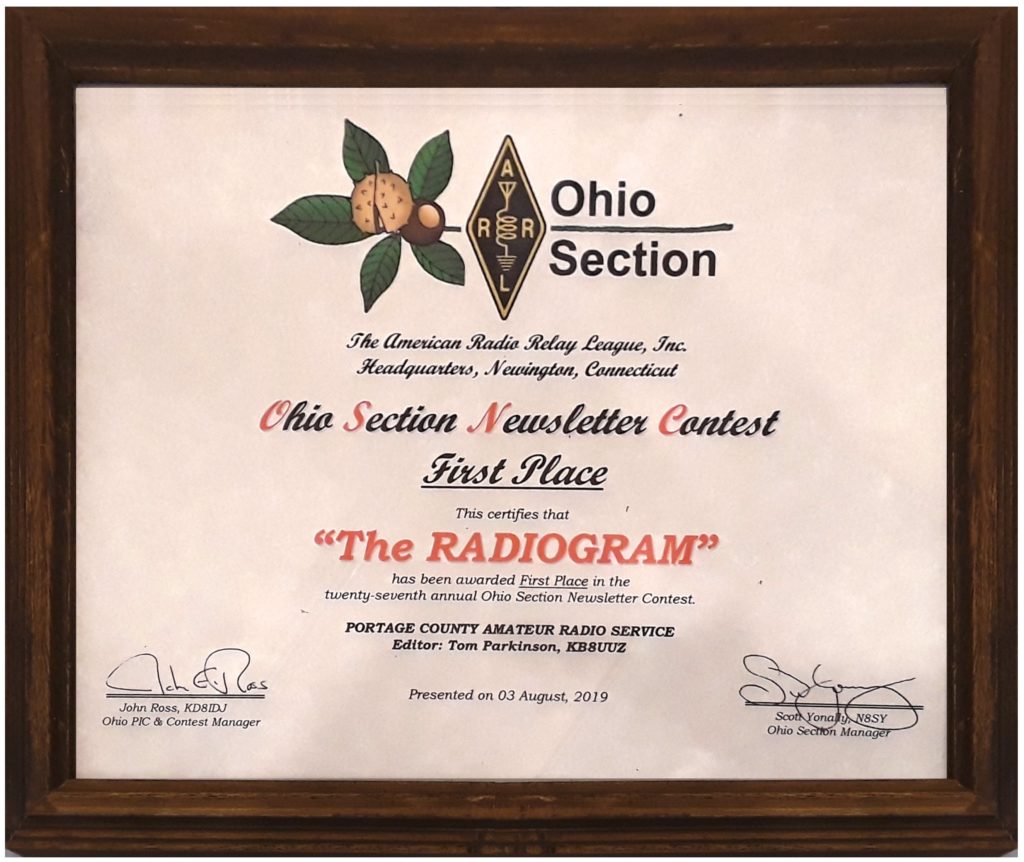 A
R R
L
Ohio
Section
The American Radio Relay League, Inc.
Headquarters, Newington, Connecticut
Ohio Section Newsletter Contest
First Place
This certifies that
“The RADIOGRAM”
has been awarded First Place in the
twenty-seventh annual Ohio Section Newsletter Contest.
PORTAGE COUNTY AMATEUR RADIO SERVICE
Editor: Tom Parkinson, KB8UUZ
Presented on 03 August, 2019
John E. Ross
John Ross, KD8IDJ
Ohio PIC & Contest Manager
Scott Yonally, N8SY
Ohio Section Manager